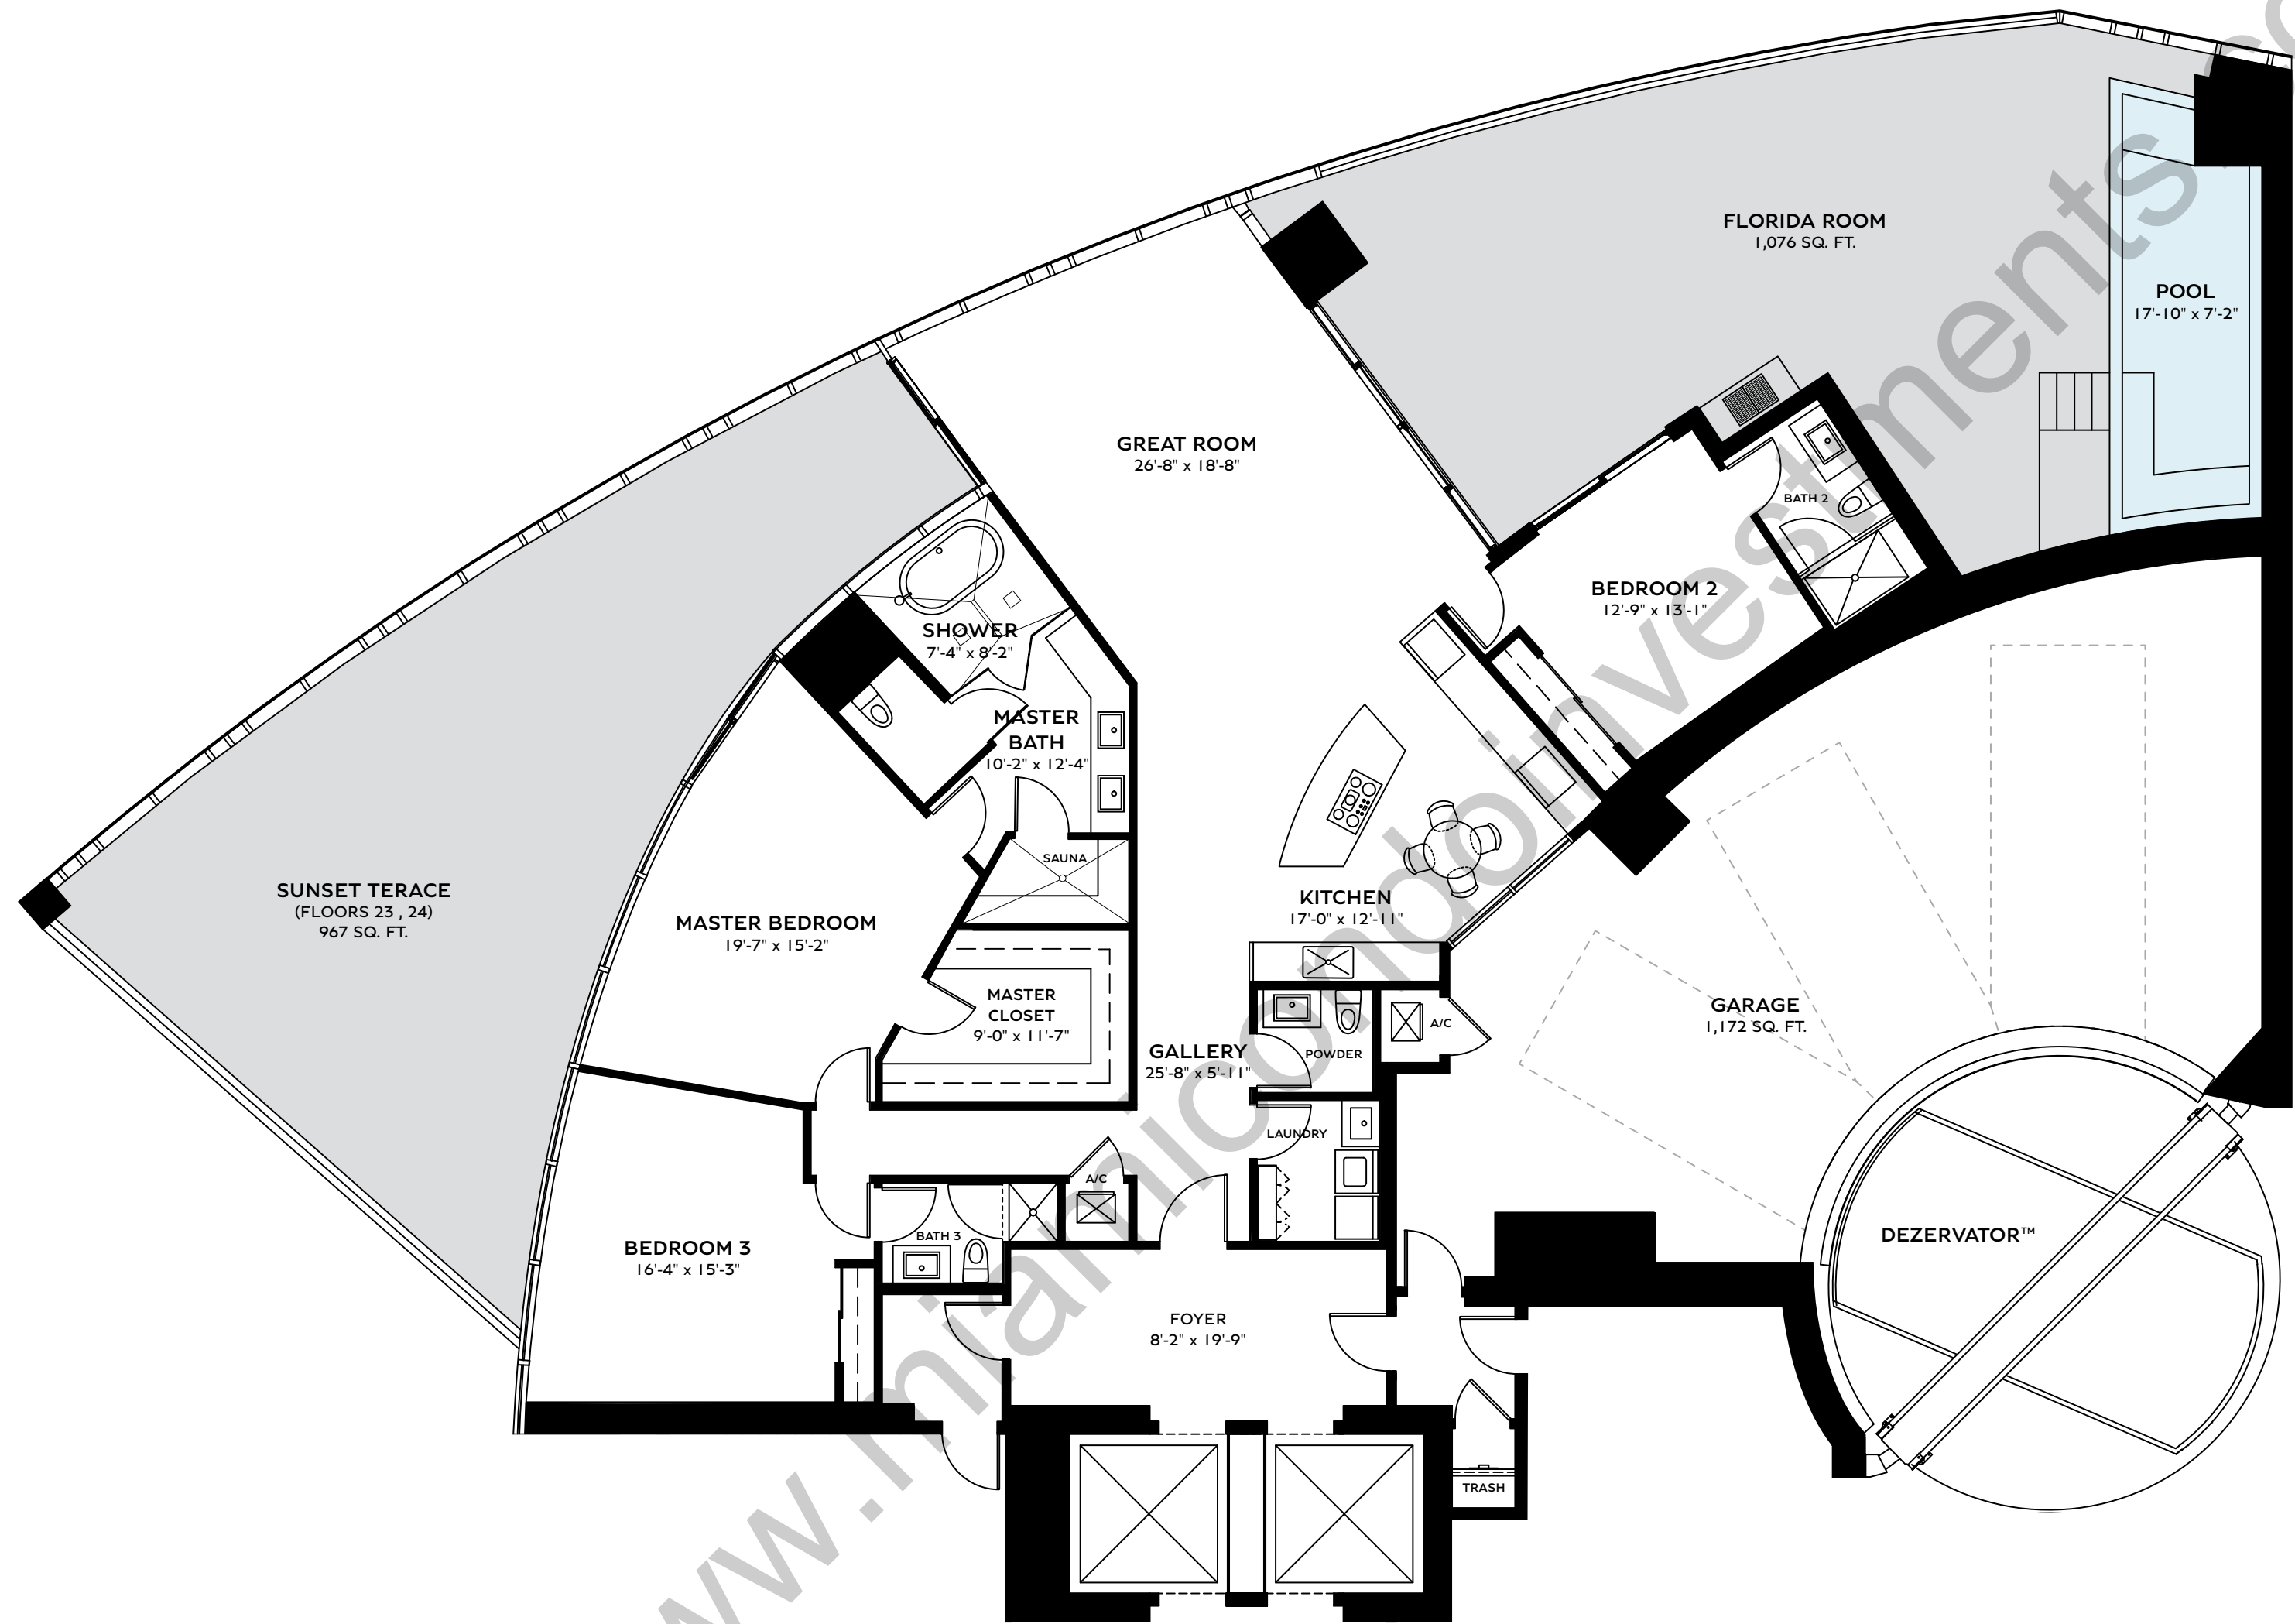 FLORIDA ROOM
1,076 SQ. FT.
POOL
17'-10" x 7'-2"
GREAT ROOM
26'-8" x 18'-8"
BATH 2
BEDROOM 2
12'-9" x 13'-1"
SHOWER
7'-4" x 8'-2"
MASTER
BATH
10'-2" x 12'-4"
SAUNA
SUNSET TERACE
(FLOORS 23 , 24)
967 SQ. FT.
MASTER BEDROOM
19'-7" x 15'-2"
KITCHEN
17'-0" x 12'-11"
MASTER
CLOSET
9'-0" x 11'-7"
GARAGE
1,172 SQ. FT.
A/C
GALLERY
25'-8" x 5'-11"
POWDER
LAUNDRY
A/C
BATH 3
DEZERVATOR™
BEDROOM 3
16'-4" x 15'-3"
FOYER
8'-2" x 19'-9"
TRASH
www.miamicondoinvestments.co